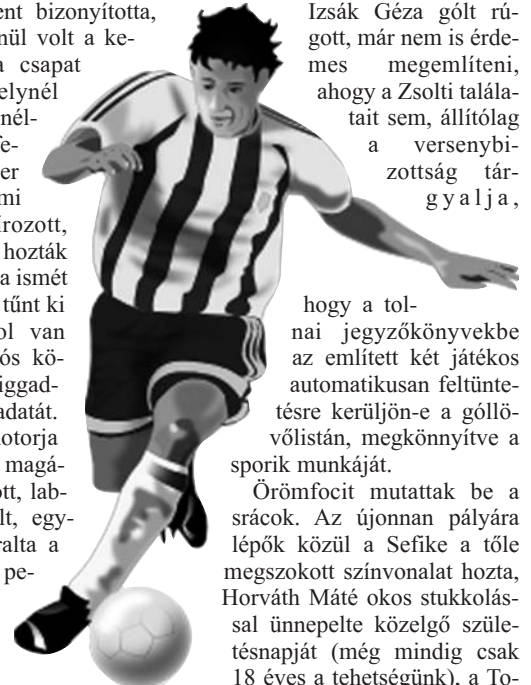 ent bizonyította,
nül volt a ke-
a csapat
elynél
nél-
fe-
er
mi
írozott,
hozták
a ismét
tűnt ki
ol van
ós kö-
iggad-
adatát.
otorja
magá-
ott, lab-
lt, egy-
ralta a
pe-
Izsák Géza gólt rú-
gott, már nem is érde-
mes megemlíteni,
ahogy a Zsolti talála-
tait sem, állítólag
a versenybi-
zottság tár-
gyalja,
hogy a tol-
nai jegyzőkönyvekbe
az említett két játékos
automatikusan feltünte-
tésre kerüljön-e a góllö-
vőlistán, megkönnyítve a
sporik munkáját.
Örömfocit mutattak be a
srácok. Az újonnan pályára
lépők közül a Sefike a tőle
megszokott színvonalat hozta,
Horváth Máté okos stukkolás-
sal ünnepelte közelgő szüle-
tésnapját (még mindig csak
18 éves a tehetségünk), a To-